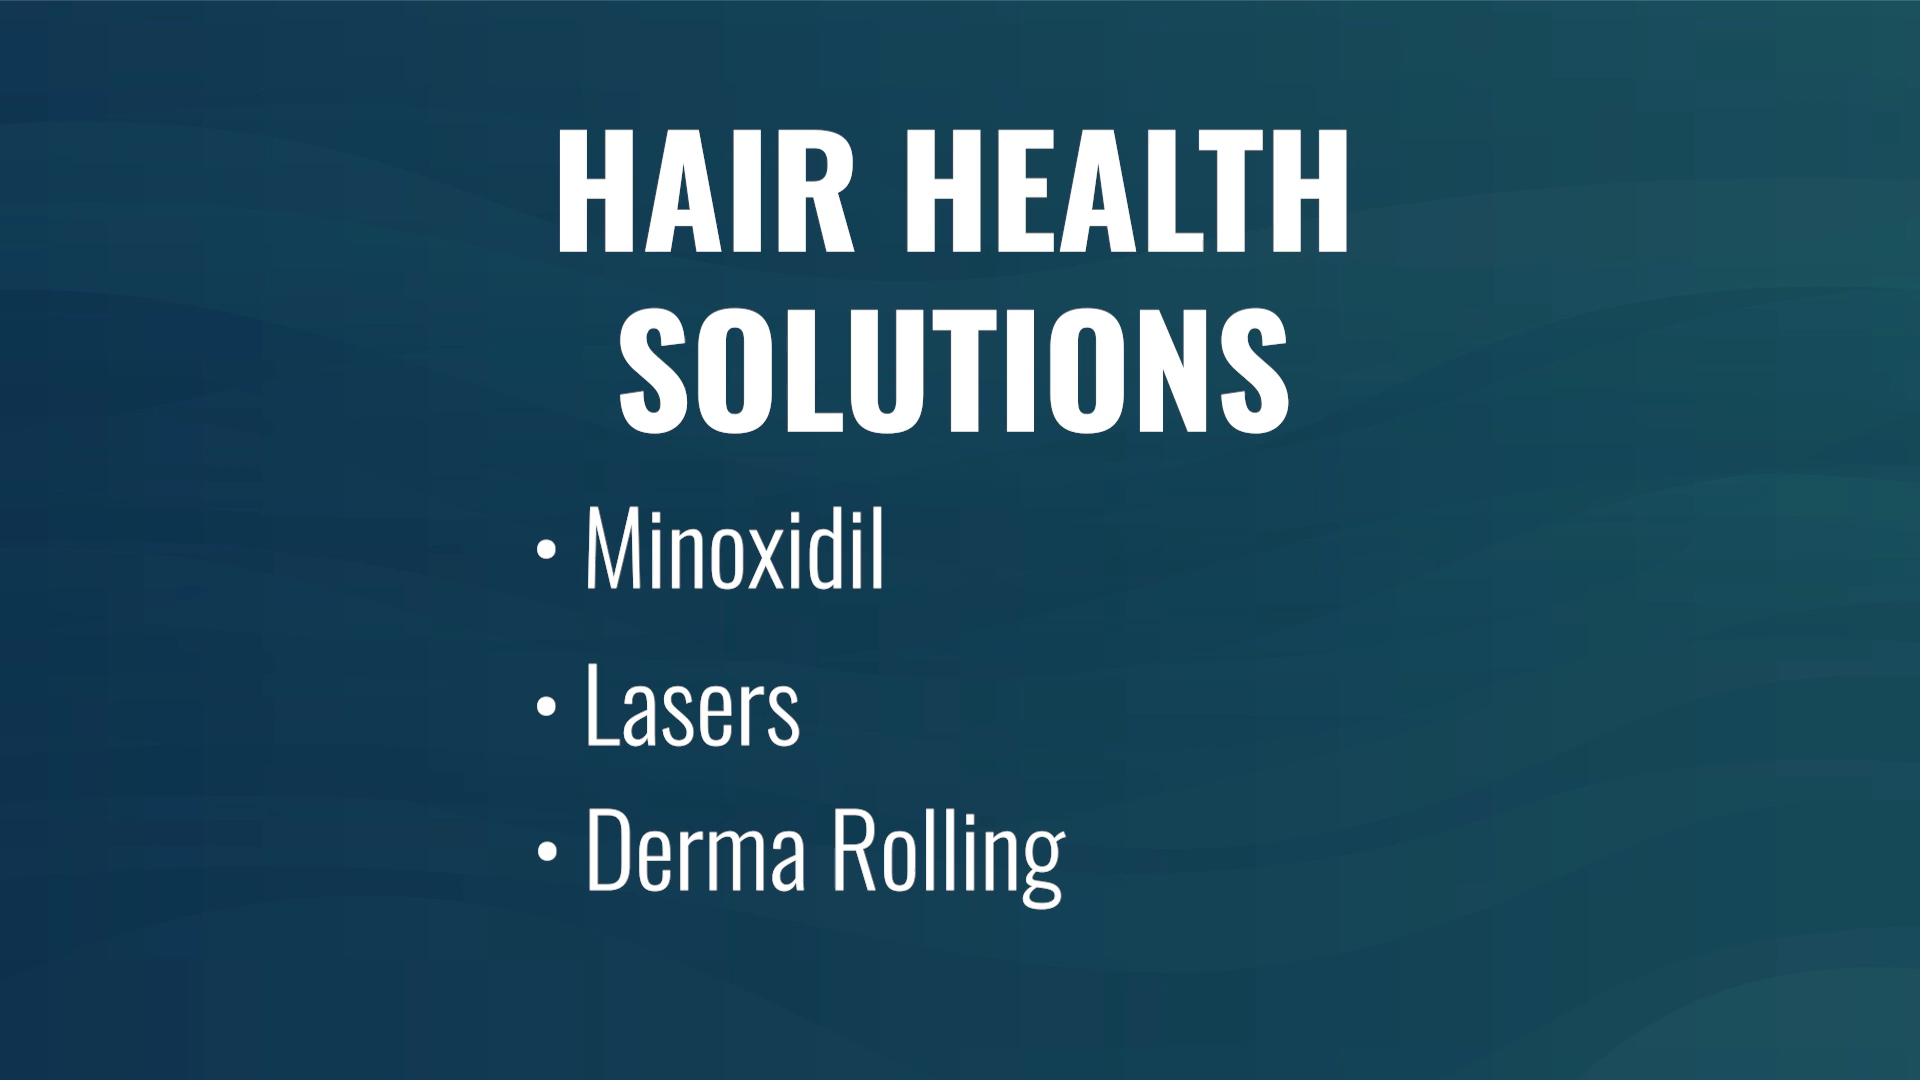 HAIR HEALTH
SOLUTIONS
• Minoxidil
• Lasers
• Derma Rolling